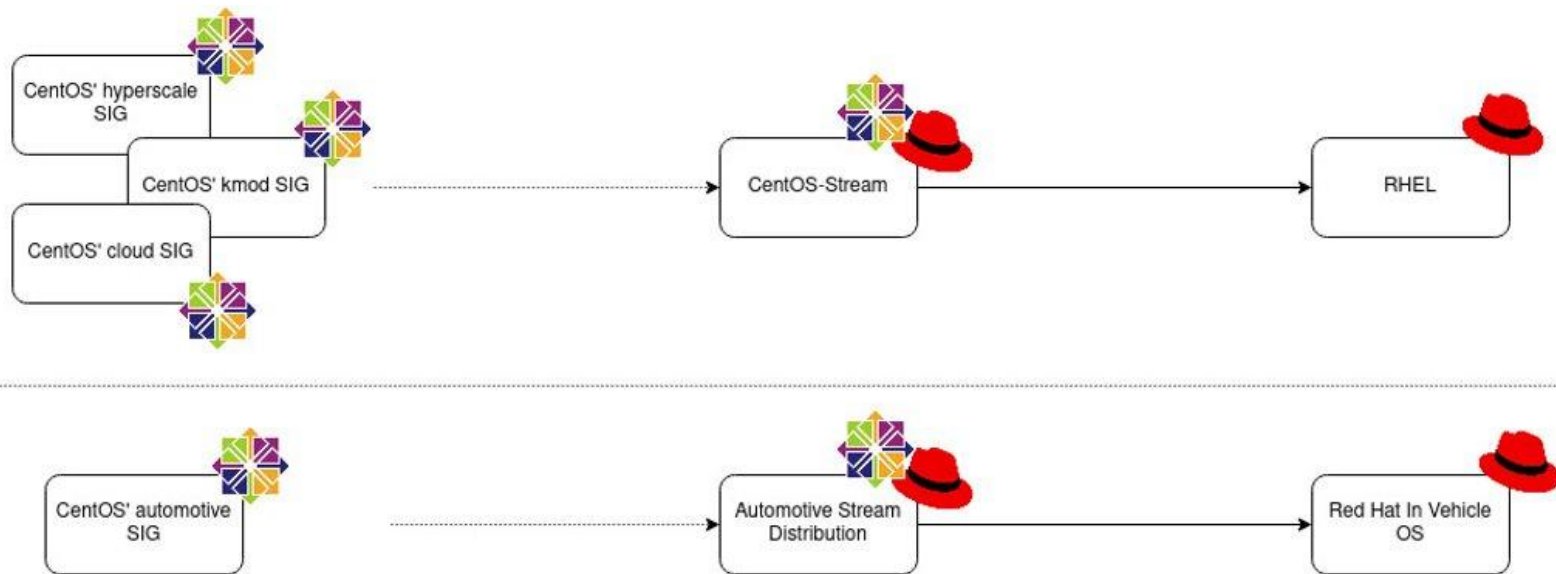 CentOS' hyperscale
SIG
CentOS' kmod SIG
CentOS' cloud SIG
CentOS-Stream
RHEL
CentOS' automotive
SIG
Automotive Stream
Distribution
Red Hat In Vehicle
OS